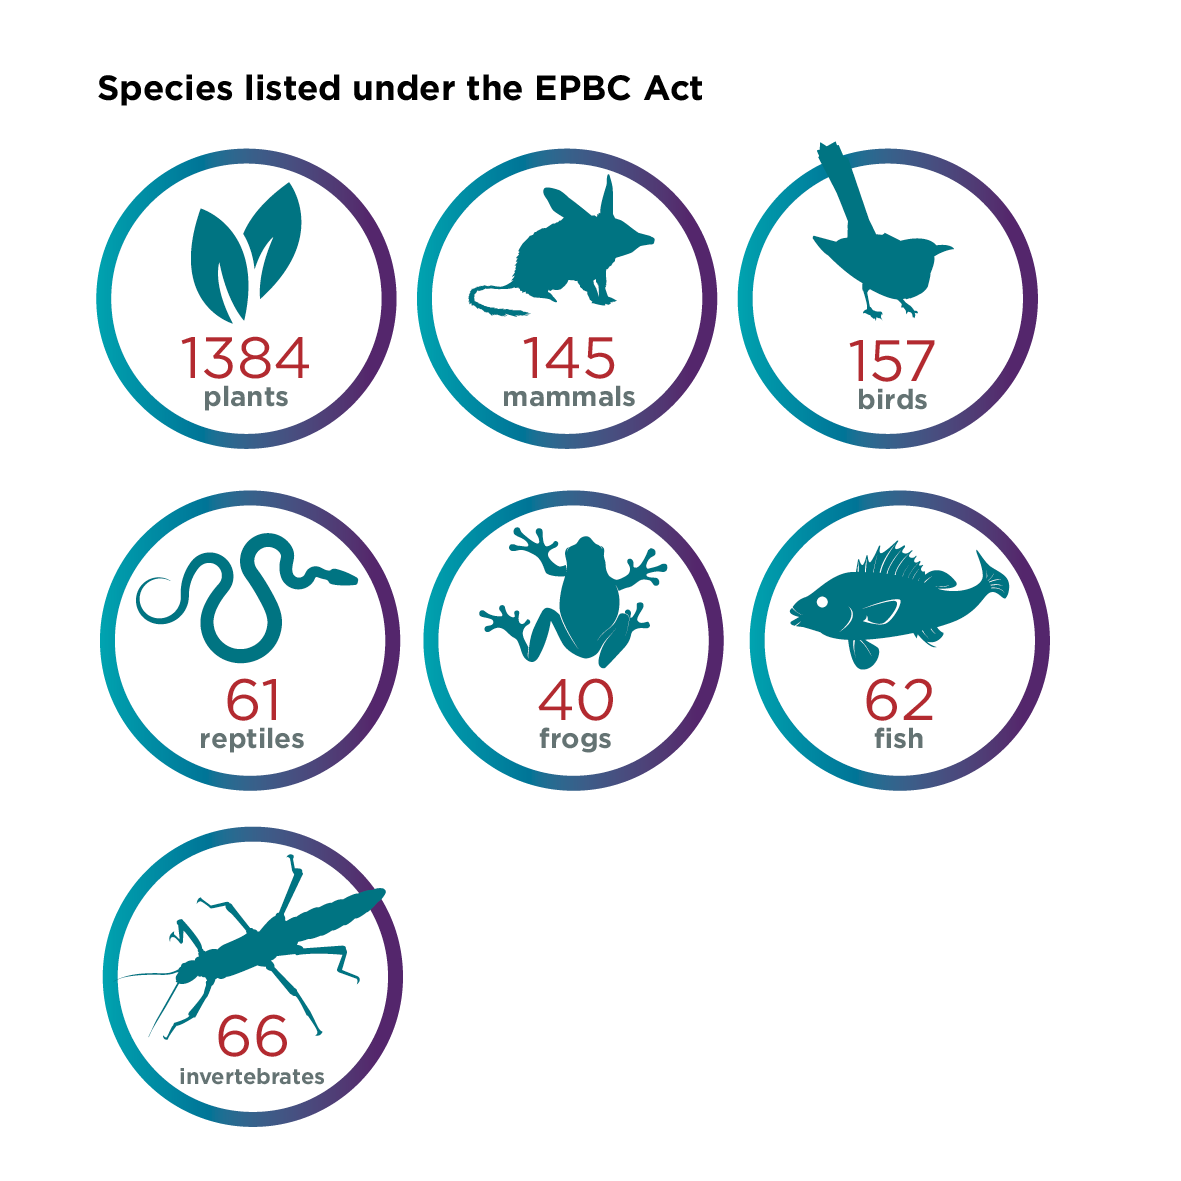 Species listed under the EPBC Act
1384
plants
145
mammals
157
birds
61
reptiles
40
frogs
62
fish
66
invertebrates